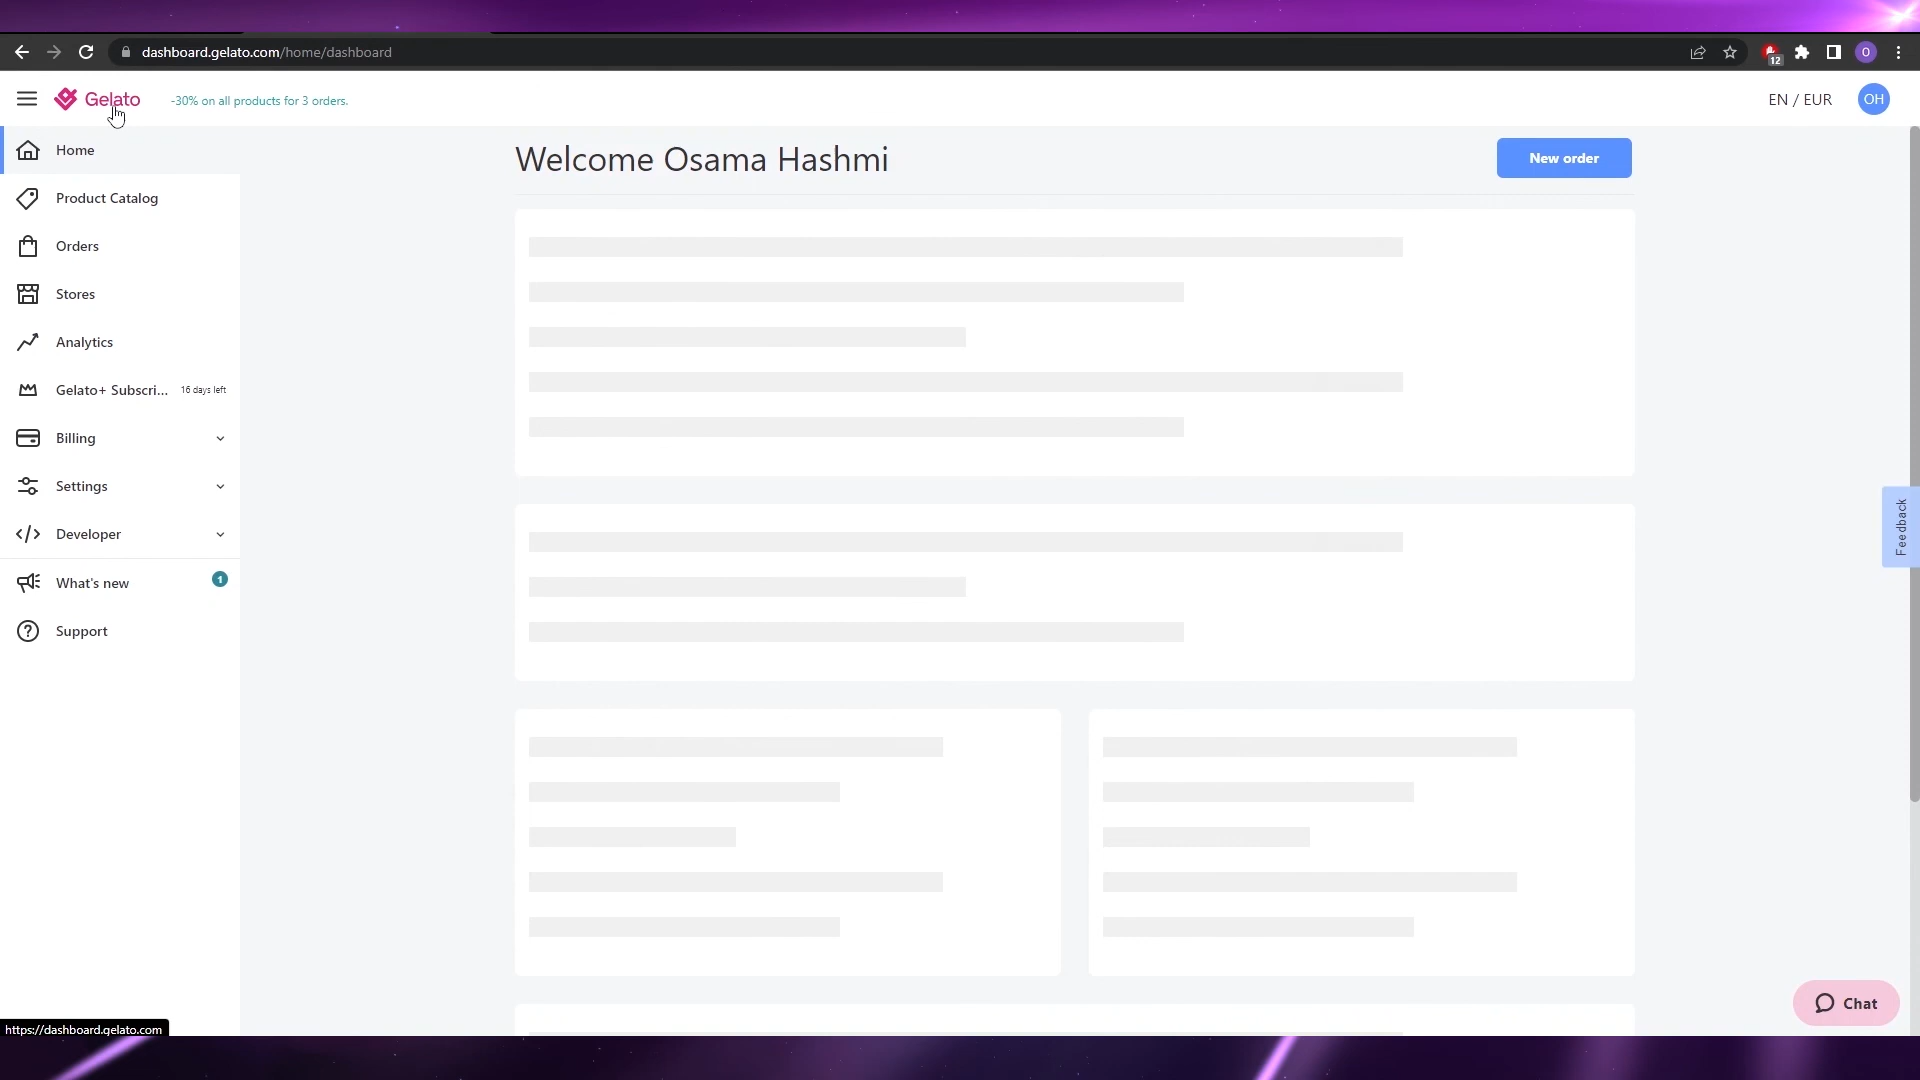 dashboard.gelato.com/home/dashboard
12
O
Gelato
-30% on all products for 3 orders.
EN / EUR
OH
Home
Welcome Osama Hashmi
New order
Product Catalog
Orders
Stores
Analytics
Gelato+ Subscri... 16 days left
Billing
Settings
Developer
Feedback
What's new
1
Support
Chat
https://dashboard.gelato.com